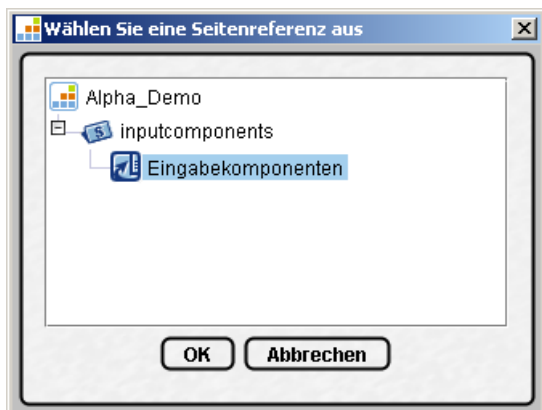 Wählen Sie eine Seitenreferenz aus
Alpha_Demo
inputcomponents
Eingabekomponenten
OK Abbrechen